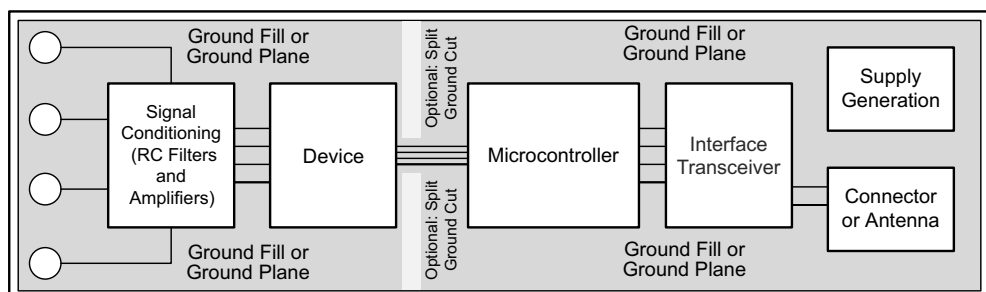 Ground Fill or
Ground Plane
Optional: Split
Ground Cut
Ground Fill or
Ground Plane
Supply
Generation
Signal
Conditioning
(RC Filters
and
Amplifiers)
Device
Microcontroller
Interface
Transceiver
Connector
or Antenna
Ground Fill or
Ground Plane
Optional: Split
Ground Cut
Ground Fill or
Ground Plane